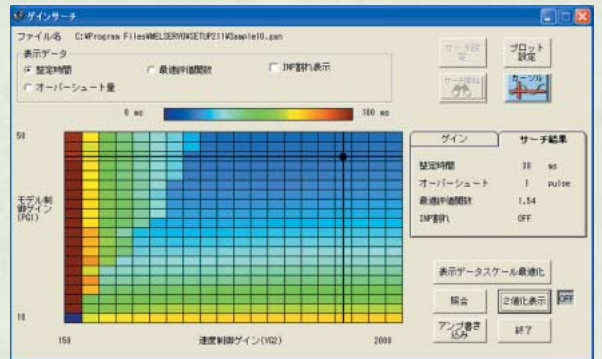 ゲインサーチ
ファイル名 C:¥Program Files¥MELSERVO¥SETUP211¥Sample10.gsn
表示データ
整定時間
最適評価関数
INP割れ表示
オーバーシュート量
サーチ設定
プロット設定
サーチ開始
カーソル
0 ms
100 ms
50
モデル制御ゲイン(PG1)
10
150
速度制御ゲイン(VG2)
2000
ゲイン
サーチ結果
整定時間 38 ms
オーバーシュート 1 pulse
最適評価関数 1.54
INP割れ OFF
表示データスケール最適化
照合
2値化表示
OFF
アンプ書き込み
終了